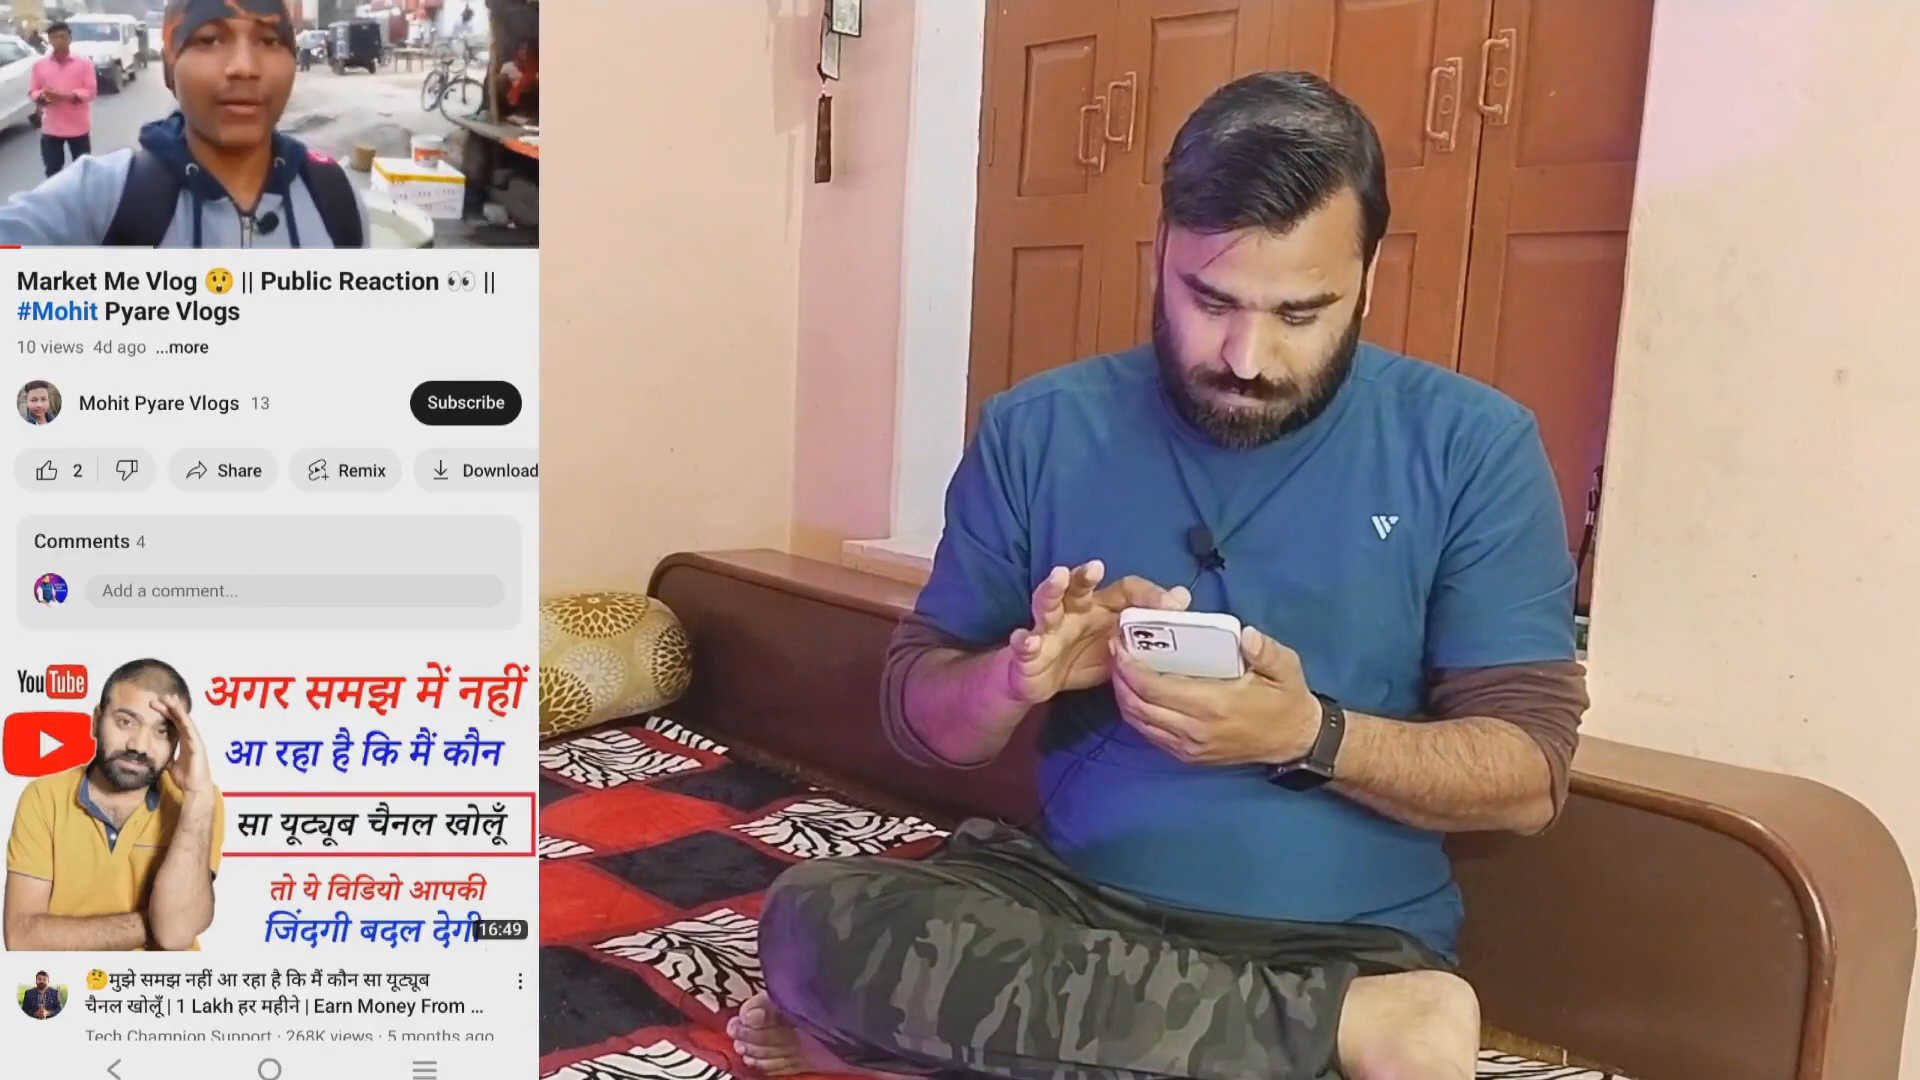 Market Me Vlog 😲 || Public Reaction 👀 ||
#Mohit Pyare Vlogs
10 views 4d ago ...more
Mohit Pyare Vlogs 13
Subscribe
2
Share
Remix
Download
Comments 4
Add a comment...
YouTube
अगर समझ में नहीं
आ रहा है कि मैं कौन
सा यूट्यूब चैनल खोलूँ
तो ये विडियो आपकी
जिंदगी बदल देगी
16:49
🤔मुझे समझ नहीं आ रहा है कि मैं कौन सा यूट्यूब
चैनल खोलूँ | 1 Lakh हर महीने | Earn Money From ...
Tech Champion Support · 268K views · 5 months ago